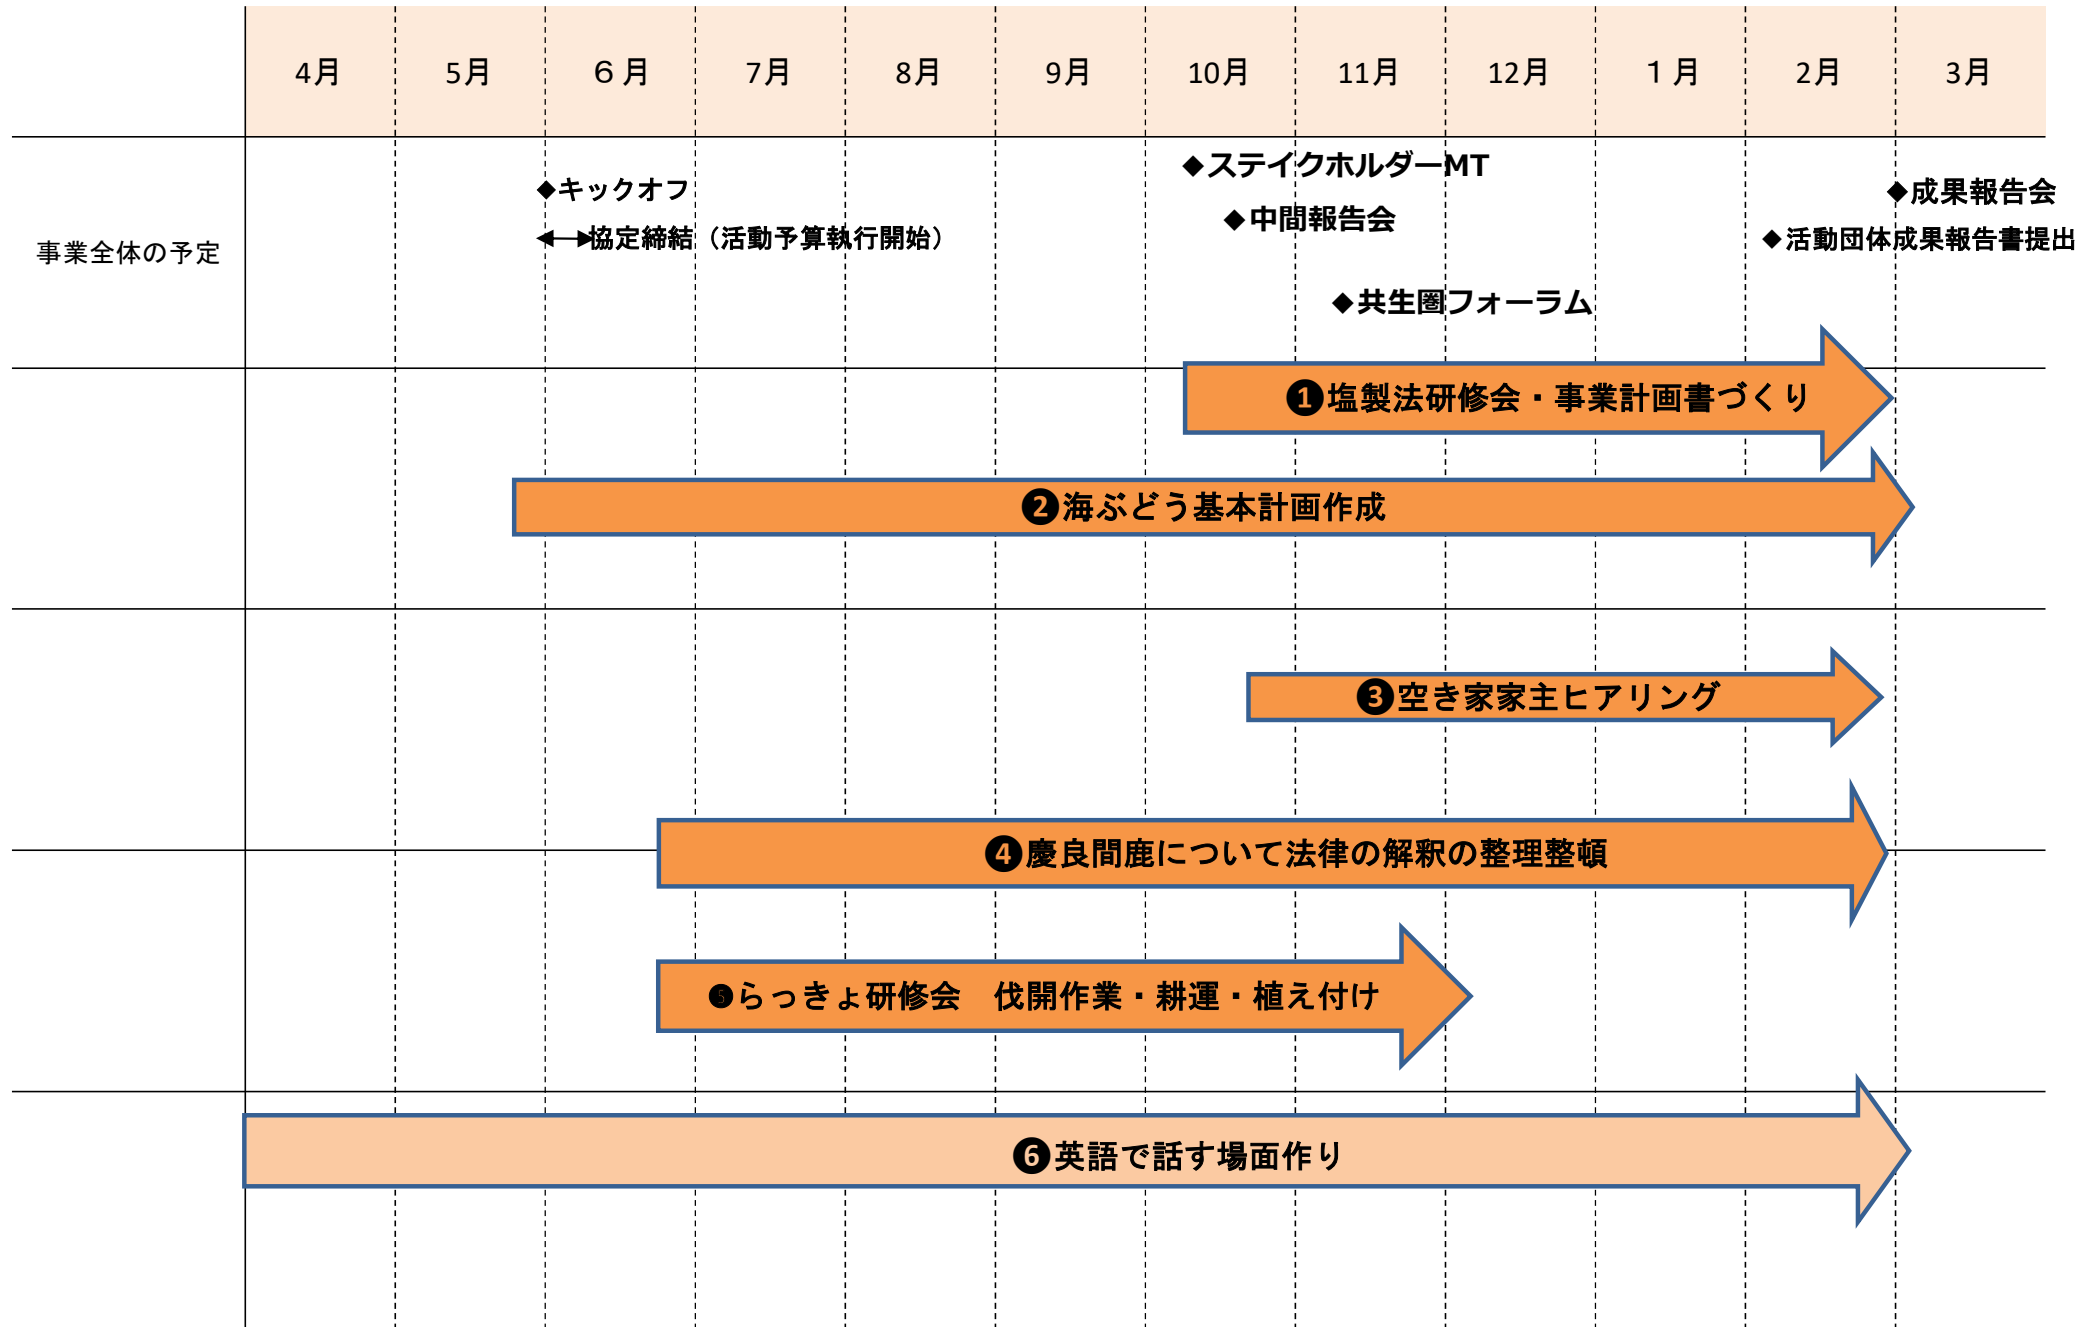 4月 5月 ６月 7月 8月 9月 10月 11月 12月 １月 2月 3月
事業全体の予定
◆キックオフ
協定締結（活動予算執行開始）
◆ステイクホルダーMT
◆中間報告会
◆共生圏フォーラム
◆成果報告会
◆活動団体成果報告書提出
❶塩製法研修会・事業計画書づくり
❷海ぶどう基本計画作成
❸空き家家主ヒアリング
❹慶良間鹿について法律の解釈の整理整頓
❺らっきょ研修会　伐開作業・耕運・植え付け
❻英語で話す場面作り